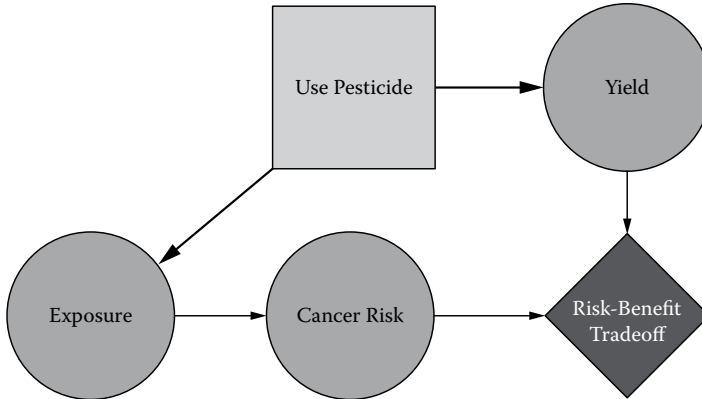 Use Pesticide
Yield
Exposure
Cancer Risk
Risk-Benefit
Tradeoff